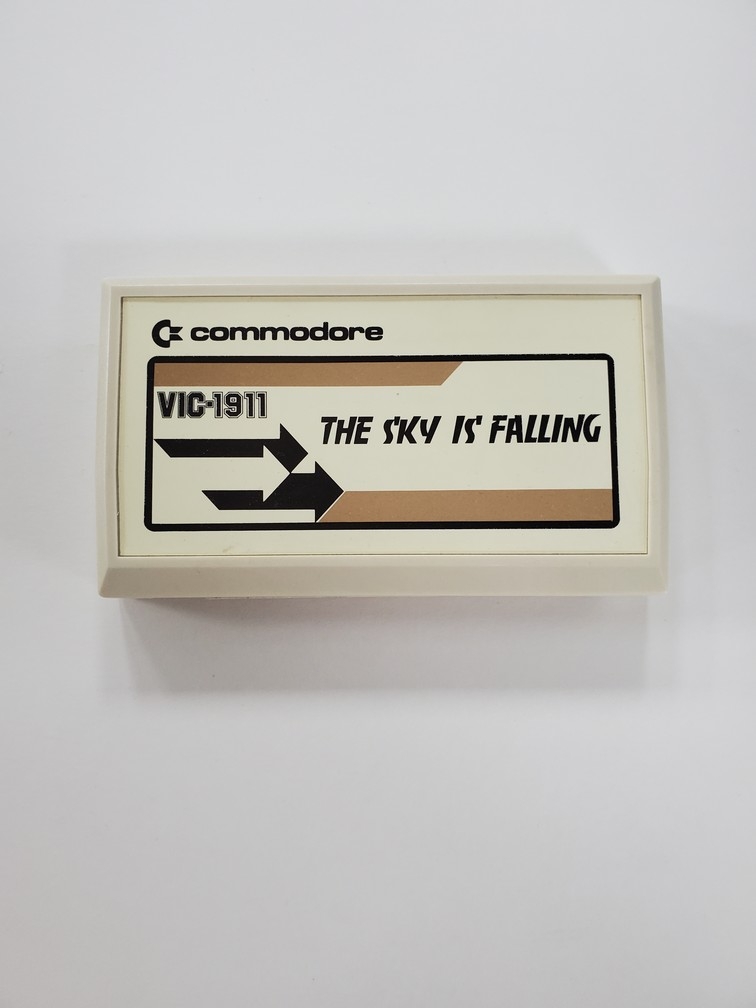 commodore
VIC-1911
THE SKY IS FALLING